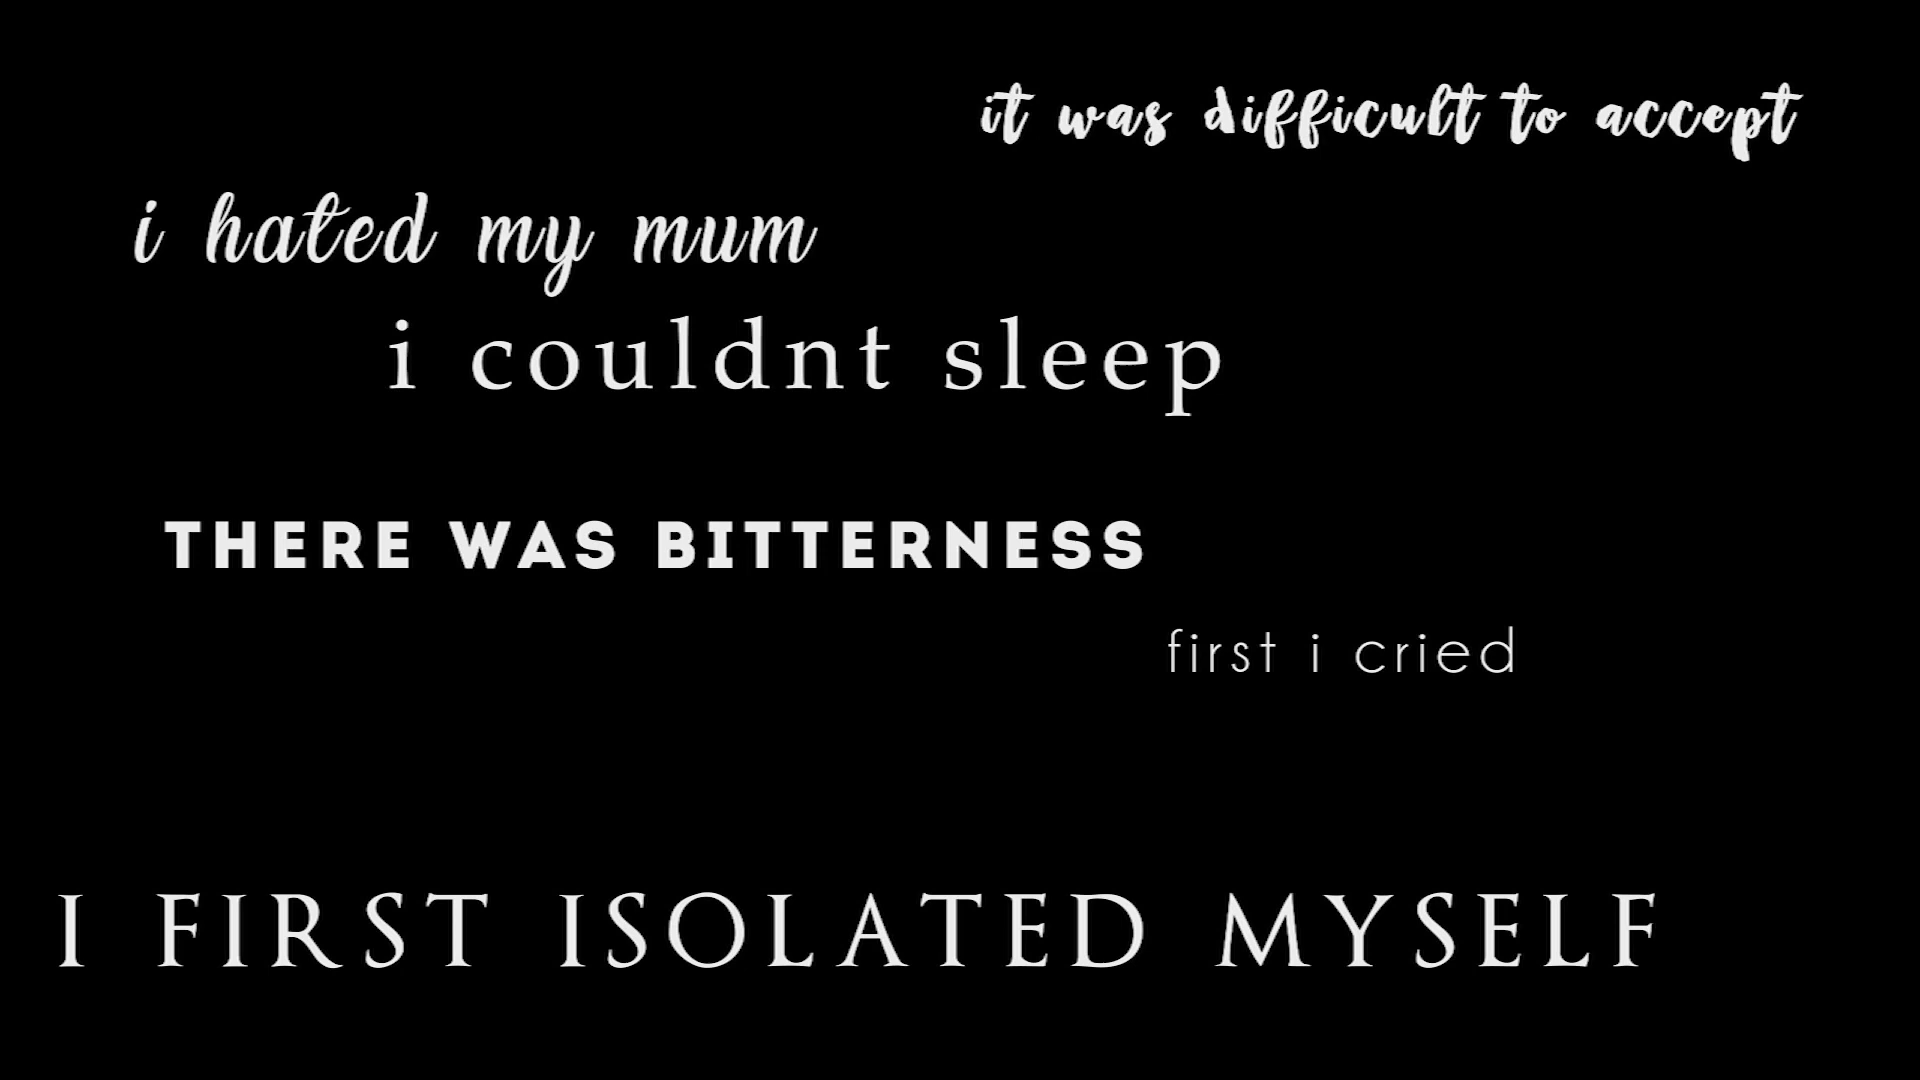 it was difficult to accept
i hated my mum
i couldnt sleep
THERE WAS BITTERNESS
first i cried
I FIRST ISOLATED MYSELF